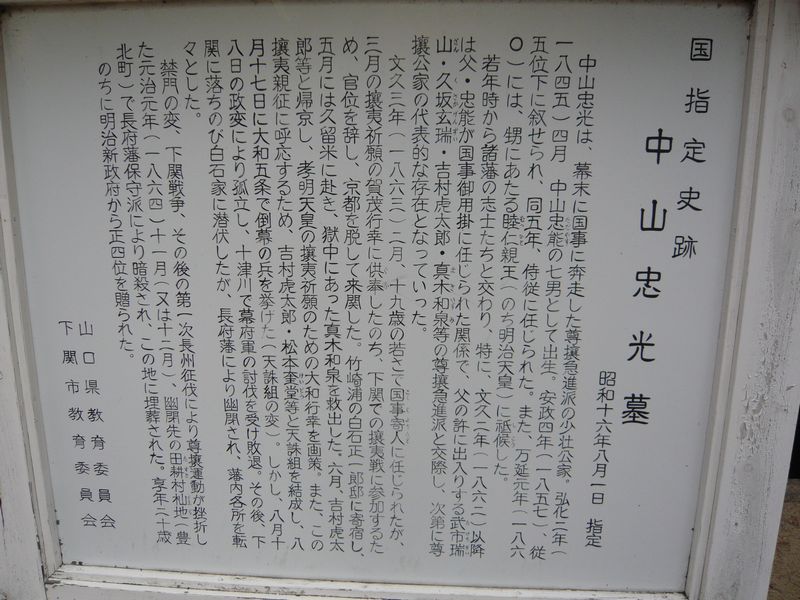 国指定史跡
中山忠光墓
昭和十六年八月一日 指定
中山忠光は、幕末に国事に奔走した尊攘急進派の少壮公家。弘化二年(
一八四五)四月 中山忠能の七男として出生。安政四年(一八五七)、従
五位下に叙せられ、同五年、侍従に任じられた。また、万延元年(一八六
〇)には、甥にあたる睦仁親王(のち明治天皇)に祗候した。
若年時から諸藩の志士たちと交わり、特に、文久二年(一八六二)以降
は父・忠能が国事御用掛に任じられた関係で、父の許に出入りする武市瑞
山・久坂玄瑞・吉村虎太郎・真木和泉等の尊攘急進派と交際し、次第に尊
攘公家の代表的な存在となっていった。
文久三年(一八六三)二月、十九歳の若さで国事寄人に任じられたが、
三月の攘夷祈願の賀茂行幸に供奉したのち、下関での攘夷戦に参加するた
め、官位を辞し、京都を脱して来関した。竹崎浦の白石正一郎邸に寄宿し、
五月には久留米に赴き、獄中にあった真木和泉を救出した。六月、吉村虎太
郎等と帰京し、孝明天皇の攘夷祈願のための大和行幸を画策。また、この
攘夷親征に呼応するため、吉村虎太郎・松本奎堂等と天誅組を結成し、八
月十七日に大和五条で倒幕の兵を挙げた(天誅組の変)。しかし、八月十
八日の政変により孤立し、十津川で幕府軍の討伐を受け敗退。その後、下
関に落ちのび白石家に潜伏したが、長府藩により幽閉され、藩内各所を転
々とした。
禁門の変、下関戦争、その後の第一次長州征伐により尊攘運動が挫折し
た元治元年(一八六四)十一月(又は十二月)、幽閉先の田耕村杣地(豊
北町)で長府藩保守派により暗殺され、この地に埋葬された。享年二十歳
のちに明治新政府から正四位を贈られた。
山口県教育委員会
下関市教育委員会